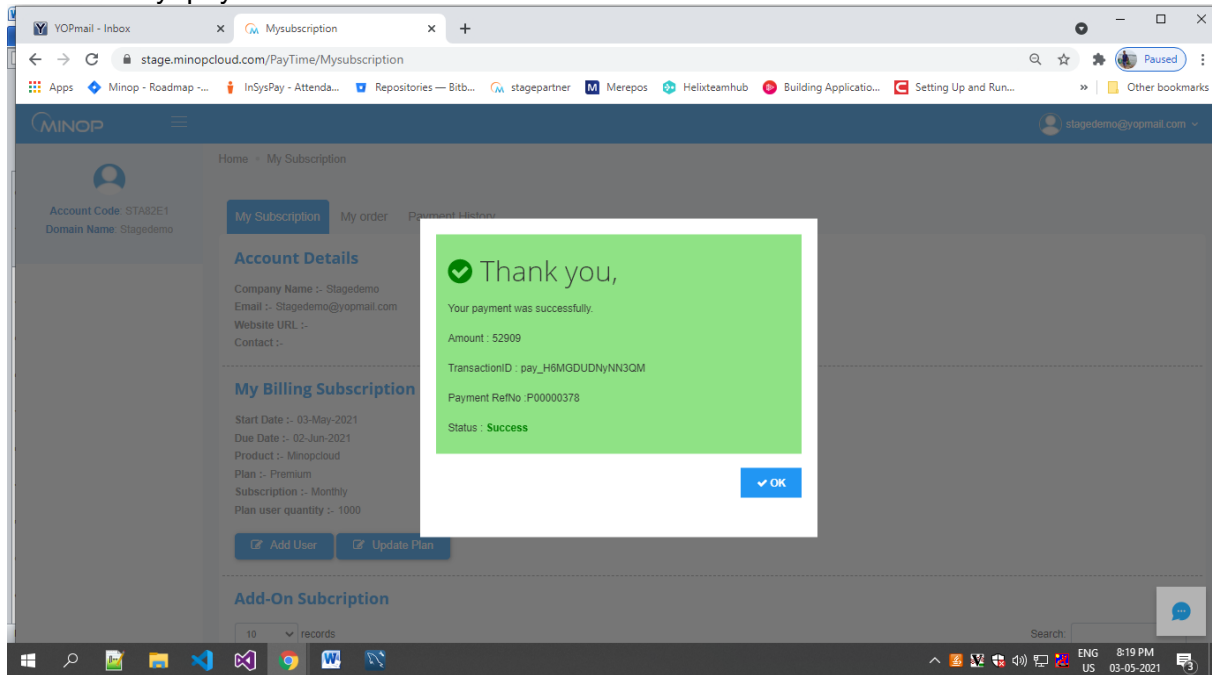 YOPmail - Inbox
Mysubscription
stage.minopcloud.com/PayTime/Mysubscription
Paused
Apps
Minop - Roadmap -...
InSysPay - Attenda...
Repositories — Bitb...
stagepartner
Merepos
Helixteamhub
Building Applicatio...
Setting Up and Run...
»
Other bookmarks
MINOP
stagedemo@yopmail.com
Home - My Subscription
Account Code: STA82E1
Domain Name: Stagedemo
My Subscription
My order
Payment History
Account Details
Company Name :- Stagedemo
Email :- Stagedemo@yopmail.com
Website URL :-
Contact :-
My Billing Subscription
Start Date :- 03-May-2021
Due Date :- 02-Jun-2021
Product :- Minopcloud
Plan :- Premium
Subscription :- Monthly
Plan user quantity :- 1000
Add User
Update Plan
Thank you,
Your payment was successfully.
Amount : 52909
TransactionID : pay_H6MGDUDNyNN3QM
Payment RefNo :P00000378
Status : Success
OK
Add-On Subcription
10
records
Search:
ENG
US
8:19 PM
03-05-2021
3